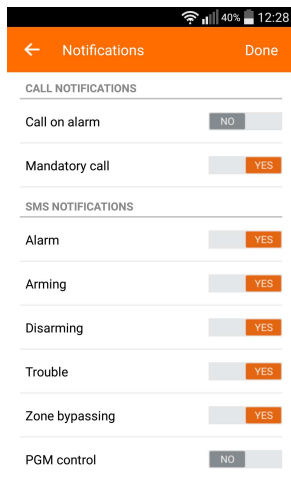 40% 12:28
Notifications Done
CALL NOTIFICATIONS
Call on alarm NO
Mandatory call YES
SMS NOTIFICATIONS
Alarm YES
Arming YES
Disarming YES
Trouble YES
Zone bypassing YES
PGM control NO